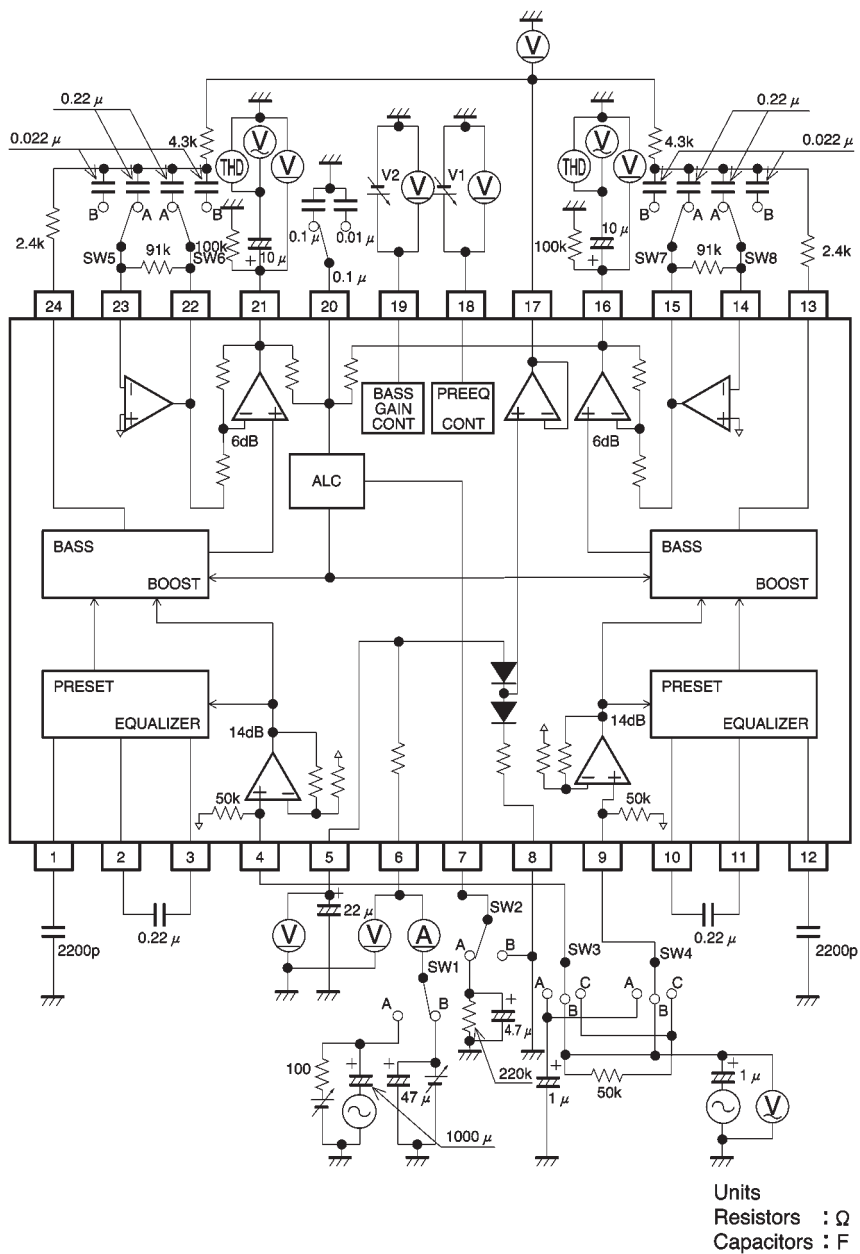 V
0.22 μ
0.22 μ
0.022 μ
4.3k
V
V2
V1
V
4.3k
0.022 μ
THD
V
V
V
THD
V
B
A
A
B
B
A
A
B
0.1 μ
0.01 μ
2.4k
91k
100k
10 μ
+
100k
10 μ
+
91k
2.4k
SW5
SW6
0.1 μ
SW7
SW8
24
23
22
21
20
19
18
17
16
15
14
13
BASS
GAIN
CONT
PREEQ
CONT
6dB
6dB
ALC
BASS
BOOST
BASS
BOOST
PRESET
EQUALIZER
PRESET
EQUALIZER
14dB
14dB
50k
50k
1
2
3
4
5
6
7
8
9
10
11
12
0.22 μ
2200p
V
+
22 μ
V
A
SW2
SW1
A
B
SW3
SW4
0.22 μ
2200p
A
B
+
4.7 μ
A
B
C
A
B
C
100
+
+
47 μ
220k
+
1 μ
50k
+
1 μ
V
1000 μ
Units
Resistors : Ω
Capacitors : F